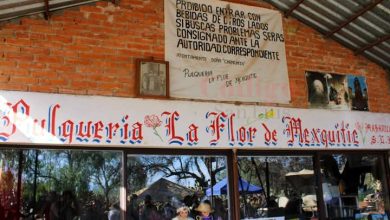 PROHIBIDO ENTRAR CON
BEBIDAS DE OTROS LADOS
SI BUSCAS PROBLEMAS SERAS
CONSIGNADO ANTE LA
AUTORIDAD CORRESPONDIENTE
PULQUERIA LA
FLOR DE MEXQUITIC
Pulqueria La Flor de Mexquitic
S.L.P.